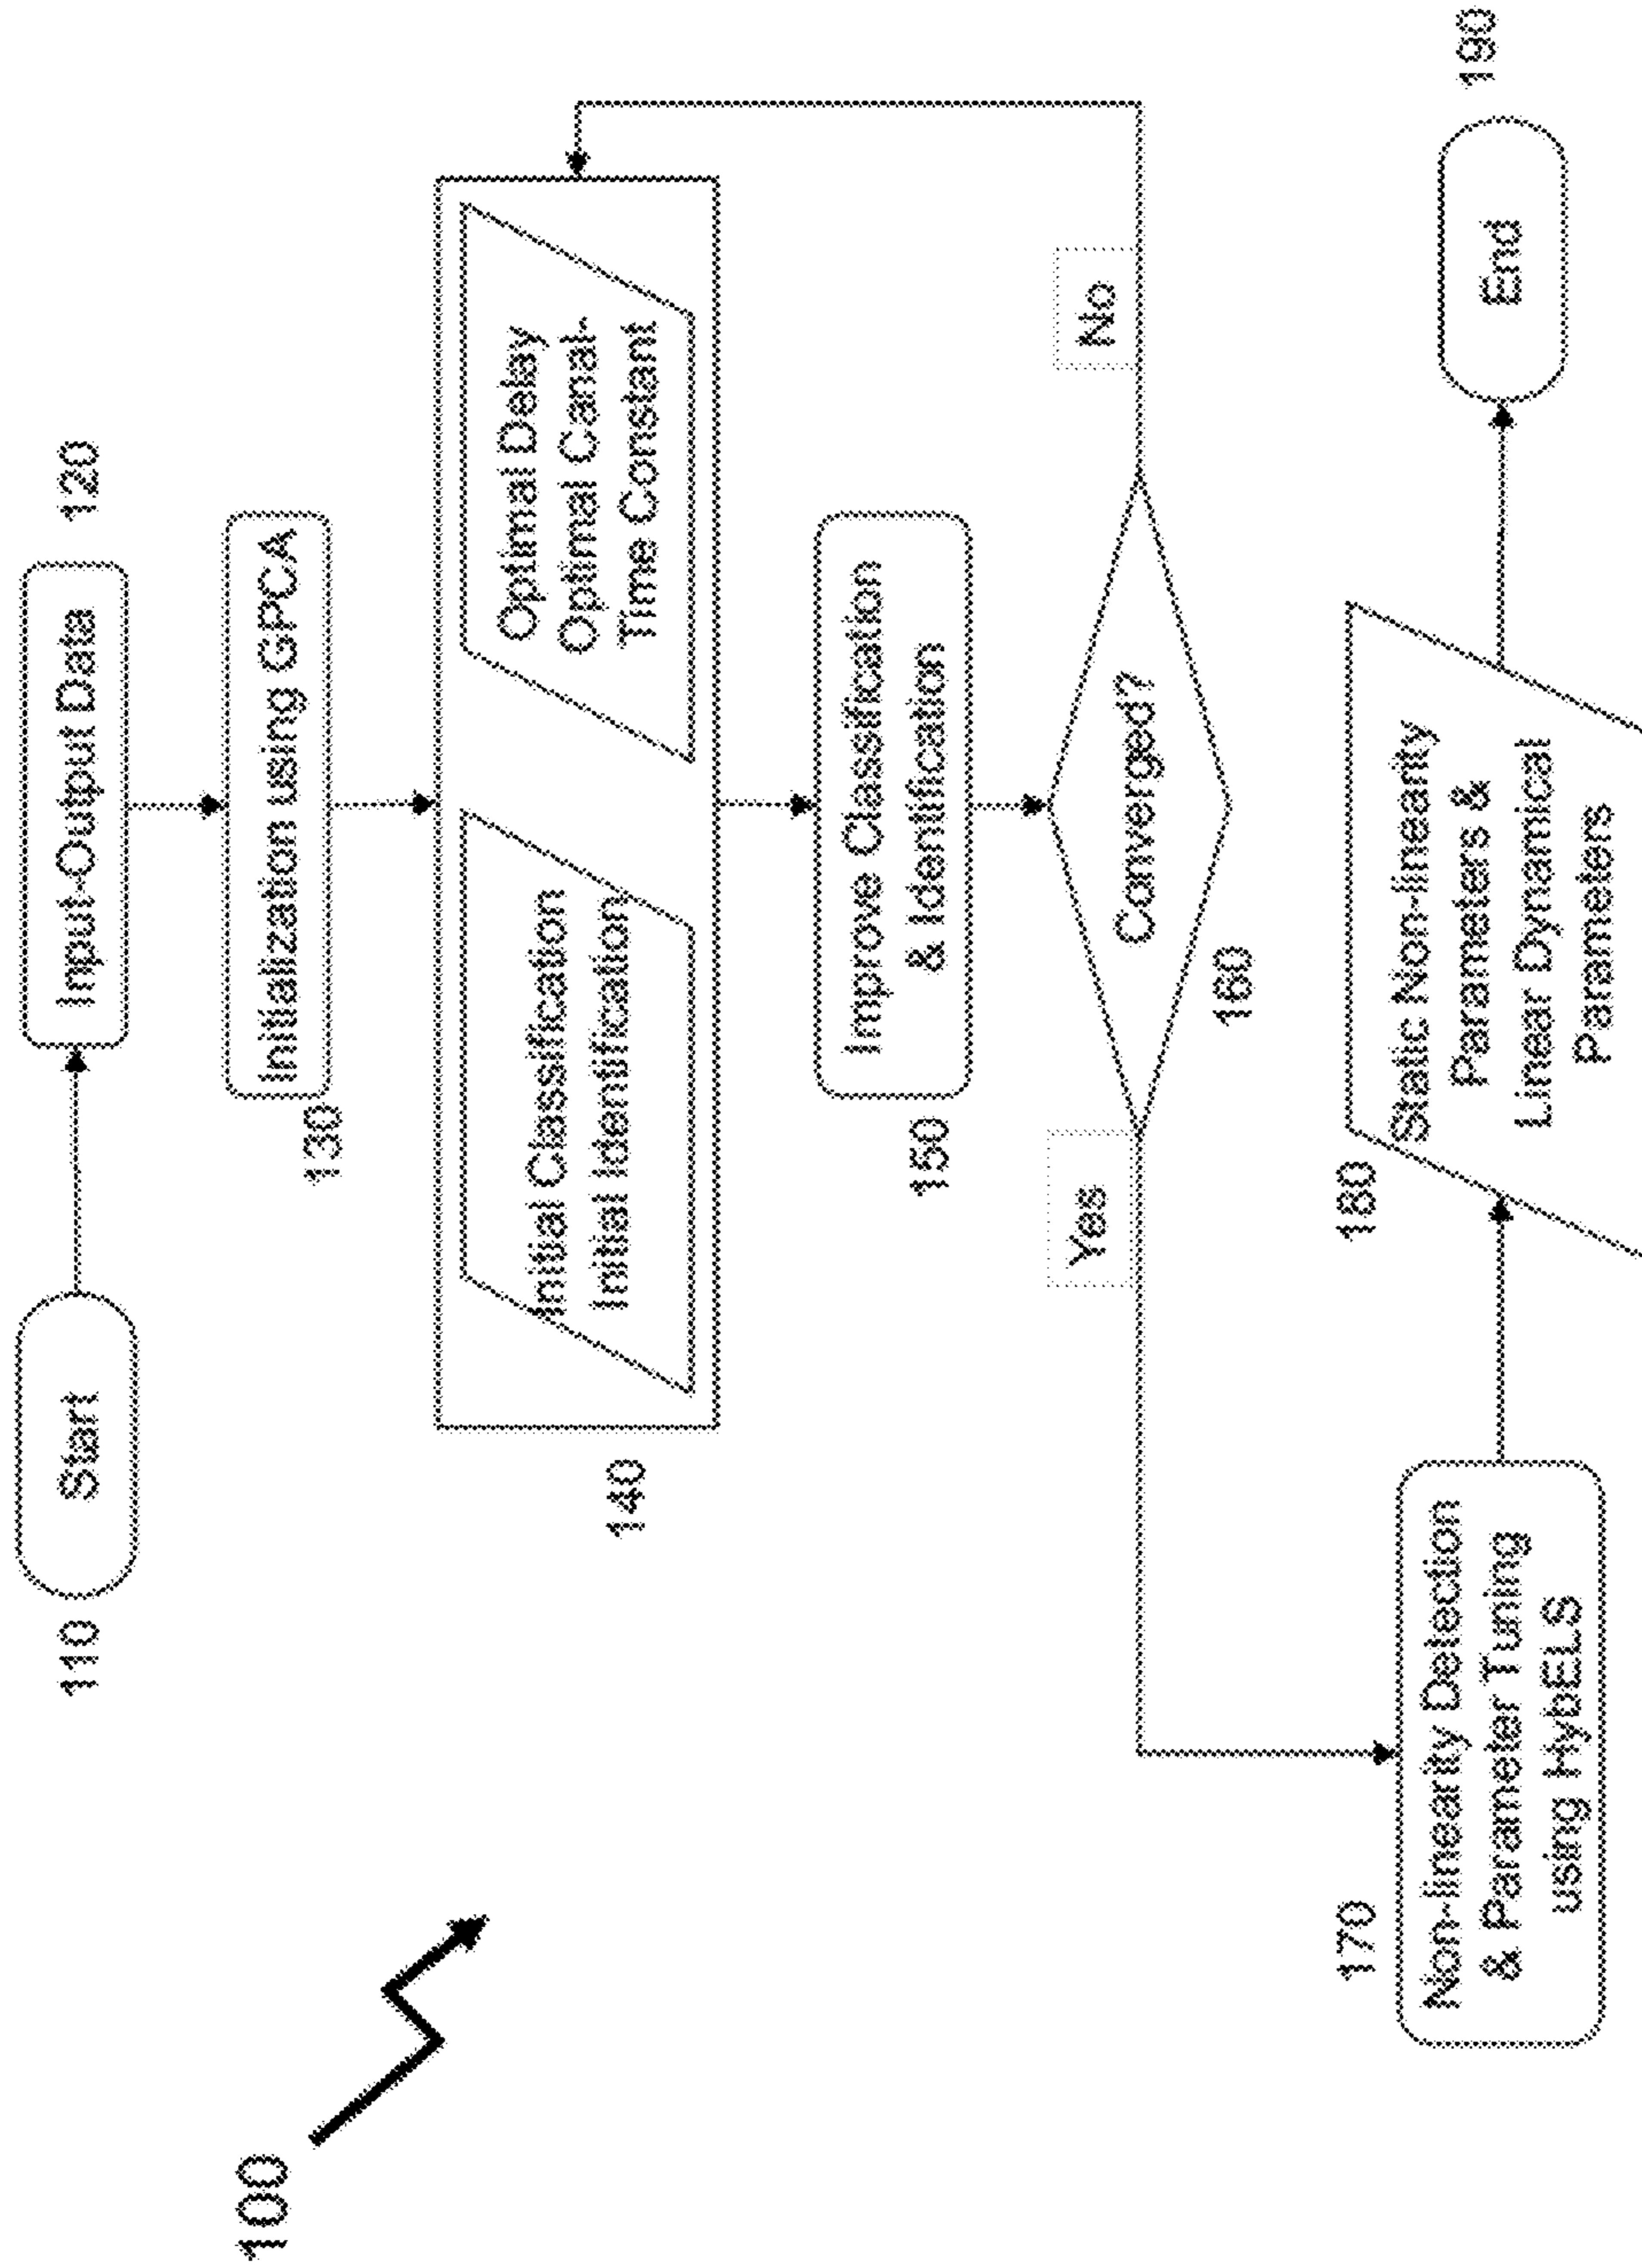 100
110
Start
Input-Output Data
120
Initialization using GPCA
130
Initial Classification
Initial Identification
Optimal Delay
Optimal Canal-
Time Constant
140
Improve Classification
& Identification
150
Converged?
160
Yes
No
170
Non-linearity Detection
& Parameter Tuning
using HybELS
180
Static Non-linearity
Parameters &
Linear Dynamical
Parameters
End
190